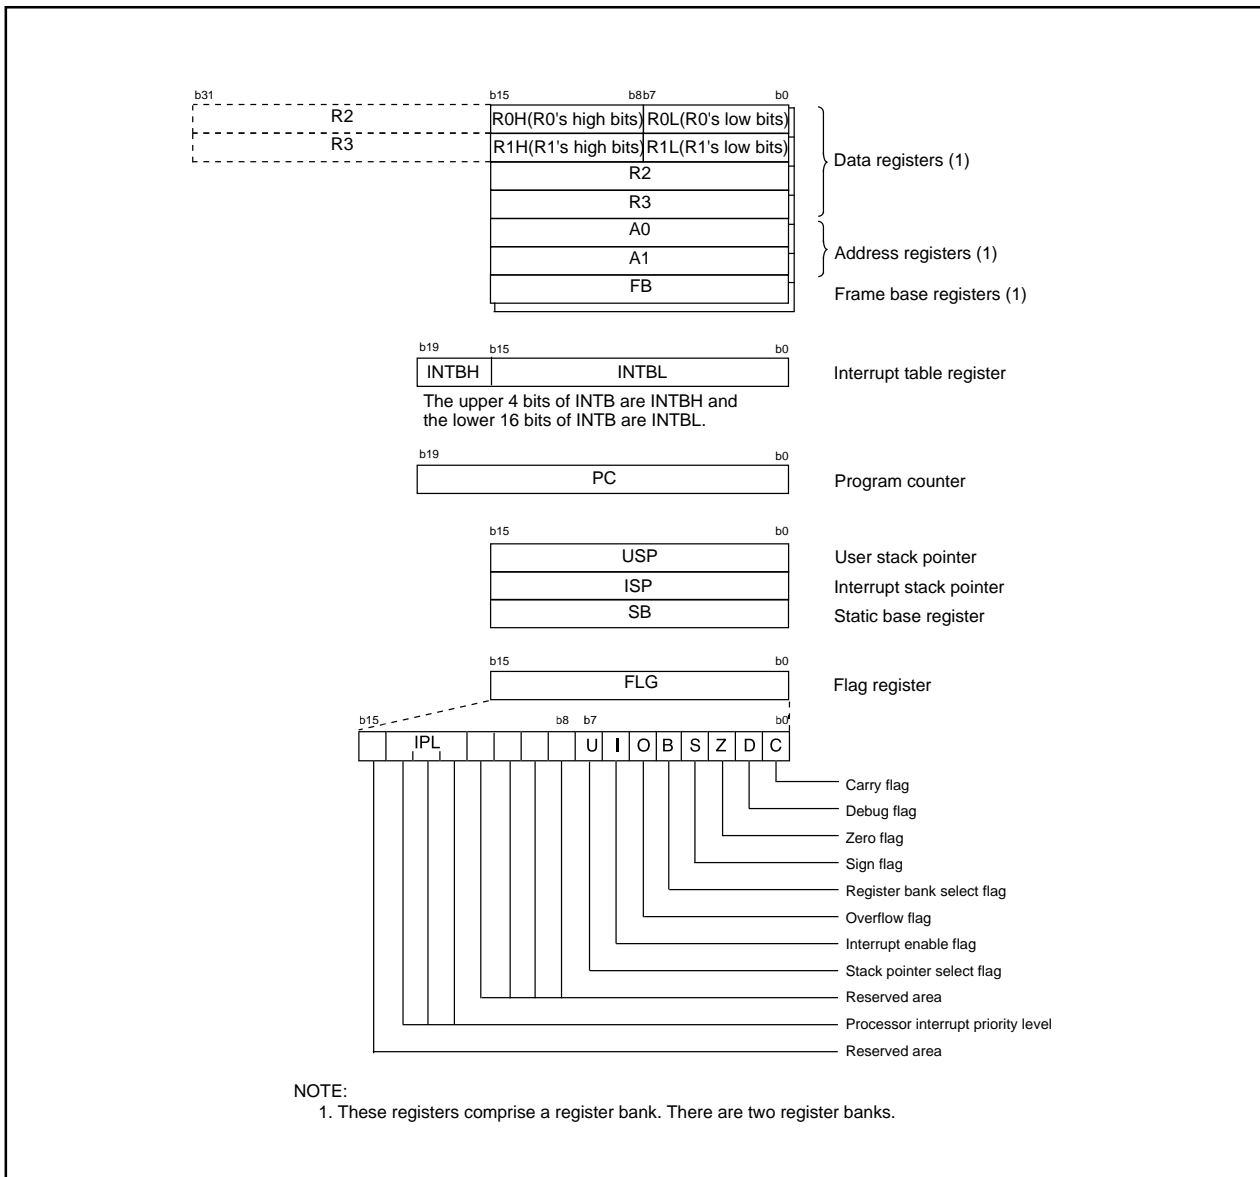 b31 b15 b8b7 b0
R2 R0H(R0's high bits) R0L(R0's low bits)
R3 R1H(R1's high bits) R1L(R1's low bits)
Data registers (1)
R2
R3
A0
A1
Address registers (1)
FB
Frame base registers (1)
b19 b15 b0
INTBH INTBL Interrupt table register
The upper 4 bits of INTB are INTBH and
the lower 16 bits of INTB are INTBL.
b19 b0
PC Program counter
b15 b0
USP User stack pointer
ISP Interrupt stack pointer
SB Static base register
b15 b0
FLG Flag register
b15 b8 b7 b0
IPL U I O B S Z D C
Carry flag
Debug flag
Zero flag
Sign flag
Register bank select flag
Overflow flag
Interrupt enable flag
Stack pointer select flag
Reserved area
Processor interrupt priority level
Reserved area
NOTE:
1. These registers comprise a register bank. There are two register banks.